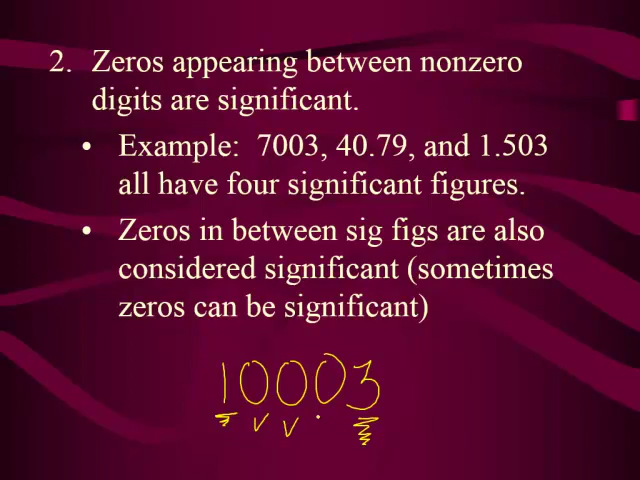 2. Zeros appearing between nonzero
digits are significant.
• Example: 7003, 40.79, and 1.503
all have four significant figures.
• Zeros in between sig figs are also
considered significant (sometimes
zeros can be significant)
10003